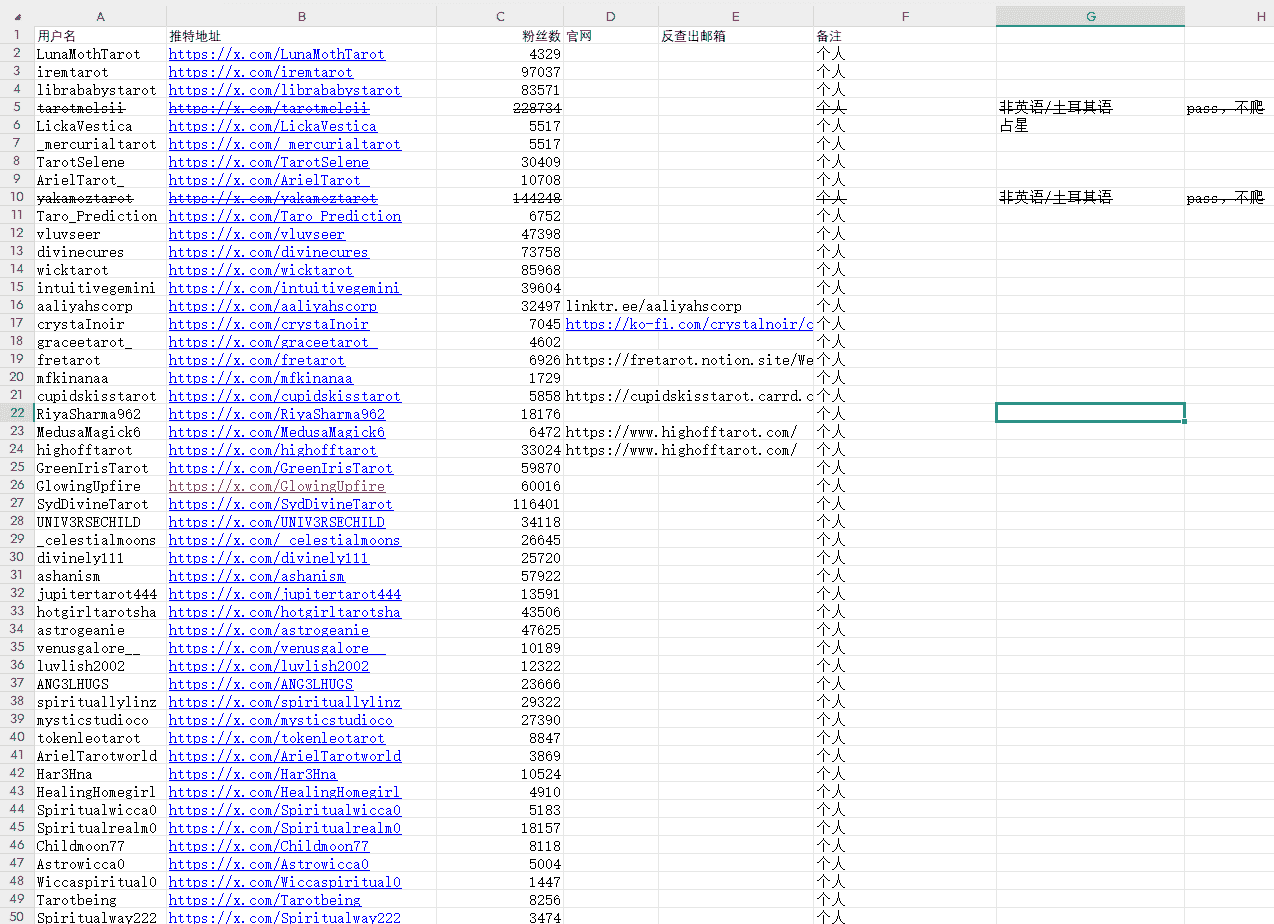 A B C D E F G H
1 用户名 推特地址 粉丝数 官网 反查出邮箱 备注
2 LunaMothTarot https://x.com/LunaMothTarot 4329 个人
3 iremtarot https://x.com/iremtarot 97037 个人
4 librababystarot https://x.com/librababystarot 83571 个人
5 tarotmelsii https://x.com/tarotmelsii 228734 个人 非英语/土耳其语 pass，不爬
6 LickaVestica https://x.com/LickaVestica 5517 个人 占星
7 _mercurialtarot https://x.com/_mercurialtarot 5517 个人
8 TarotSelene https://x.com/TarotSelene 30409 个人
9 ArielTarot_ https://x.com/ArielTarot_ 10708 个人
10 yakamoztarot https://x.com/yakamoztarot 144248 个人 非英语/土耳其语 pass，不爬
11 Taro_Prediction https://x.com/Taro_Prediction 6752 个人
12 vluvseer https://x.com/vluvseer 47398 个人
13 divinecures https://x.com/divinecures 73758 个人
14 wicktarot https://x.com/wicktarot 85968 个人
15 intuitivegemini https://x.com/intuitivegemini 39604 个人
16 aaliyahscorp https://x.com/aaliyahscorp 32497 linktr.ee/aaliyahscorp 个人
17 crystaInoir https://x.com/crystaInoir 7045 https://ko-fi.com/crystalnoir/c 个人
18 graceetarot_ https://x.com/graceetarot_ 4602 个人
19 fretarot https://x.com/fretarot 6926 https://fretarot.notion.site/We 个人
20 mfkinanaa https://x.com/mfkinanaa 1729 个人
21 cupidskisstarot https://x.com/cupidskisstarot 5858 https://cupidskisstarot.carrd.c 个人
22 RiyaSharma962 https://x.com/RiyaSharma962 18176 个人
23 MedusaMagick6 https://x.com/MedusaMagick6 6472 https://www.highofftarot.com/ 个人
24 highofftarot https://x.com/highofftarot 33024 https://www.highofftarot.com/ 个人
25 GreenIrisTarot https://x.com/GreenIrisTarot 59870 个人
26 GlowingUpfire https://x.com/GlowingUpfire 60016 个人
27 SydDivineTarot https://x.com/SydDivineTarot 116401 个人
28 UNIV3RSECHILD https://x.com/UNIV3RSECHILD 34118 个人
29 _celestialmoons https://x.com/_celestialmoons 26645 个人
30 divinely111 https://x.com/divinely111 25720 个人
31 ashanism https://x.com/ashanism 57922 个人
32 jupitertarot444 https://x.com/jupitertarot444 13591 个人
33 hotgirltarotsha https://x.com/hotgirltarotsha 43506 个人
34 astrogeanie https://x.com/astrogeanie 47625 个人
35 venusgalore__ https://x.com/venusgalore__ 10189 个人
36 luvlish2002 https://x.com/luvlish2002 12322 个人
37 ANG3LHUGS https://x.com/ANG3LHUGS 23666 个人
38 spirituallylinz https://x.com/spirituallylinz 29322 个人
39 mysticstudioco https://x.com/mysticstudioco 27390 个人
40 tokenleotarot https://x.com/tokenleotarot 8847 个人
41 ArielTarotworld https://x.com/ArielTarotworld 3869 个人
42 Har3Hna https://x.com/Har3Hna 10524 个人
43 HealingHomegirl https://x.com/HealingHomegirl 4910 个人
44 Spiritualwicca0 https://x.com/Spiritualwicca0 5183 个人
45 Spiritualrealm0 https://x.com/Spiritualrealm0 18157 个人
46 Childmoon77 https://x.com/Childmoon77 8118 个人
47 Astrowicca0 https://x.com/Astrowicca0 5004 个人
48 Wiccaspiritual0 https://x.com/Wiccaspiritual0 1447 个人
49 Tarotbeing https://x.com/Tarotbeing 8256 个人
50 Spiritualway222 https://x.com/Spiritualway222 3474 个人